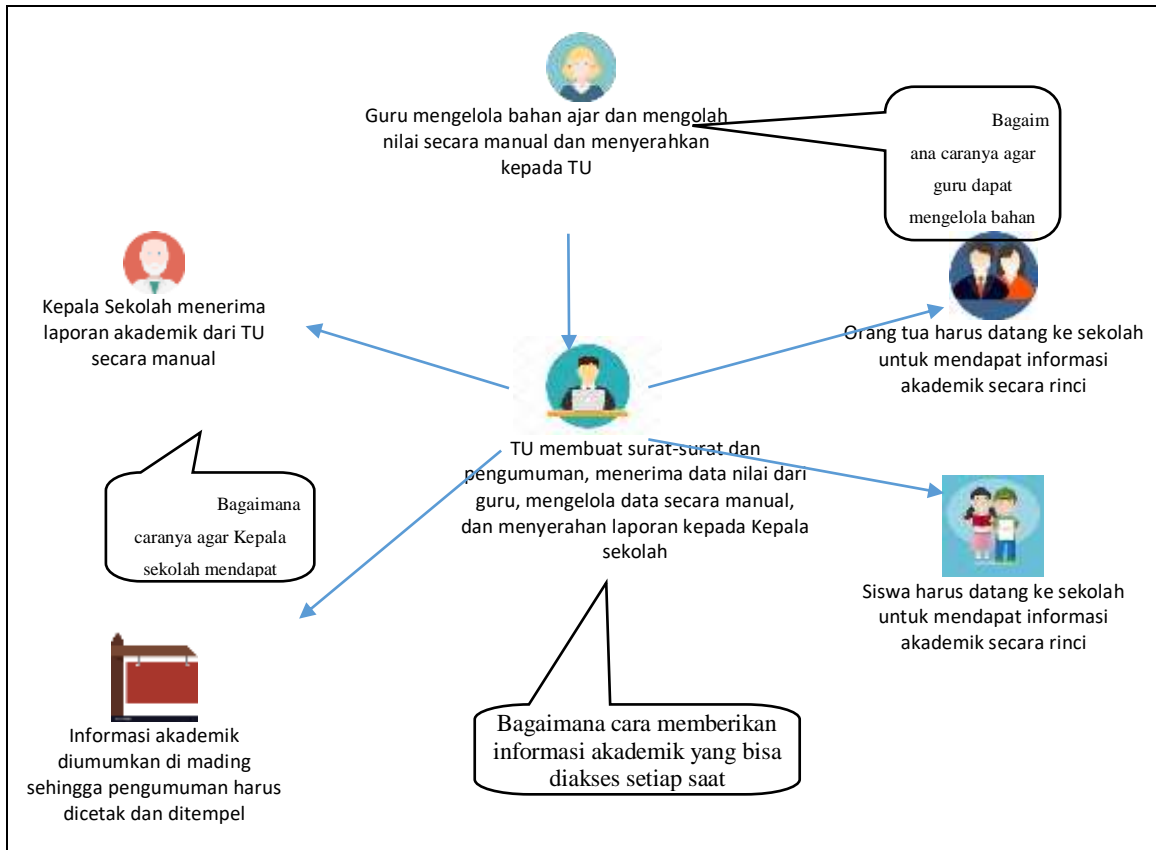 Guru mengelola bahan ajar dan mengolah
nilai secara manual dan menyerahkan
kepada TU
Bagaim
ana caranya agar
guru dapat
mengelola bahan
Kepala Sekolah menerima
laporan akademik dari TU
secara manual
Orang tua harus datang ke sekolah
untuk mendapat informasi
akademik secara rinci
TU membuat surat-surat dan
pengumuman, menerima data nilai dari
guru, mengelola data secara manual,
dan menyerahan laporan kepada Kepala
sekolah
Bagaimana
caranya agar Kepala
sekolah mendapat
Siswa harus datang ke sekolah
untuk mendapat informasi
akademik secara rinci
Informasi akademik
diumumkan di mading
sehingga pengumuman harus
dicetak dan ditempel
Bagaimana cara memberikan
informasi akademik yang bisa
diakses setiap saat